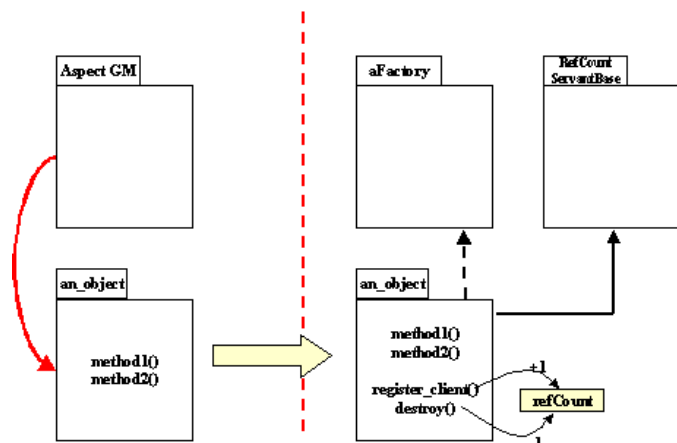 Aspect GM
aFactory
RefCount
ServantBase
an_object
method1()
method2()
an_object
method1()
method2()
register_client()
destroy()
+1
refCount